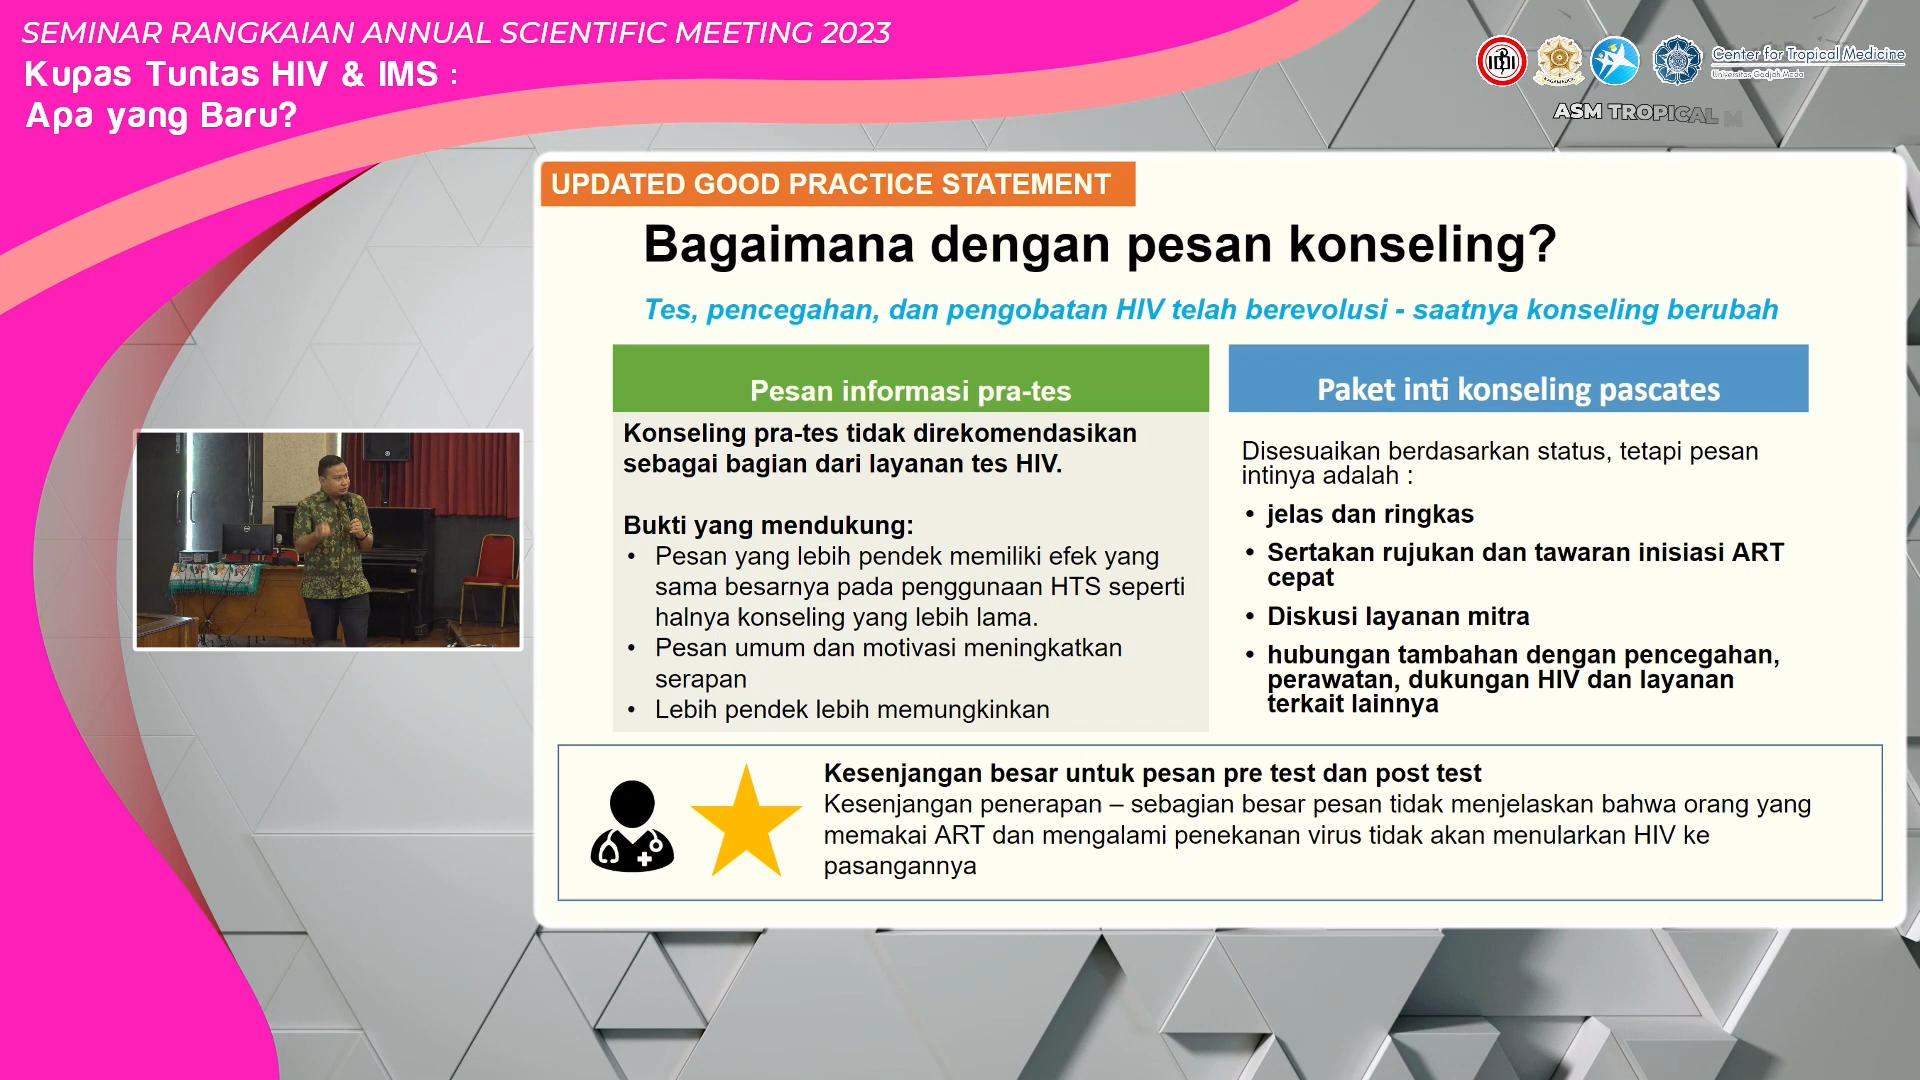 SEMINAR RANGKAIAN ANNUAL SCIENTIFIC MEETING 2023
Kupas Tuntas HIV & IMS :
Apa yang Baru?
IDI
Center for Tropical Medicine
Universitas Gadjah Mada
ASM TROPICAL M
UPDATED GOOD PRACTICE STATEMENT
Bagaimana dengan pesan konseling?
Tes, pencegahan, dan pengobatan HIV telah berevolusi - saatnya konseling berubah
Pesan informasi pra-tes
Konseling pra-tes tidak direkomendasikan
sebagai bagian dari layanan tes HIV.
Bukti yang mendukung:
• Pesan yang lebih pendek memiliki efek yang
sama besarnya pada penggunaan HTS seperti
halnya konseling yang lebih lama.
• Pesan umum dan motivasi meningkatkan
serapan
• Lebih pendek lebih memungkinkan
Paket inti konseling pascates
Disesuaikan berdasarkan status, tetapi pesan
intinya adalah :
• jelas dan ringkas
• Sertakan rujukan dan tawaran inisiasi ART
cepat
• Diskusi layanan mitra
• hubungan tambahan dengan pencegahan,
perawatan, dukungan HIV dan layanan
terkait lainnya
Kesenjangan besar untuk pesan pre test dan post test
Kesenjangan penerapan – sebagian besar pesan tidak menjelaskan bahwa orang yang
memakai ART dan mengalami penekanan virus tidak akan menularkan HIV ke
pasangannya